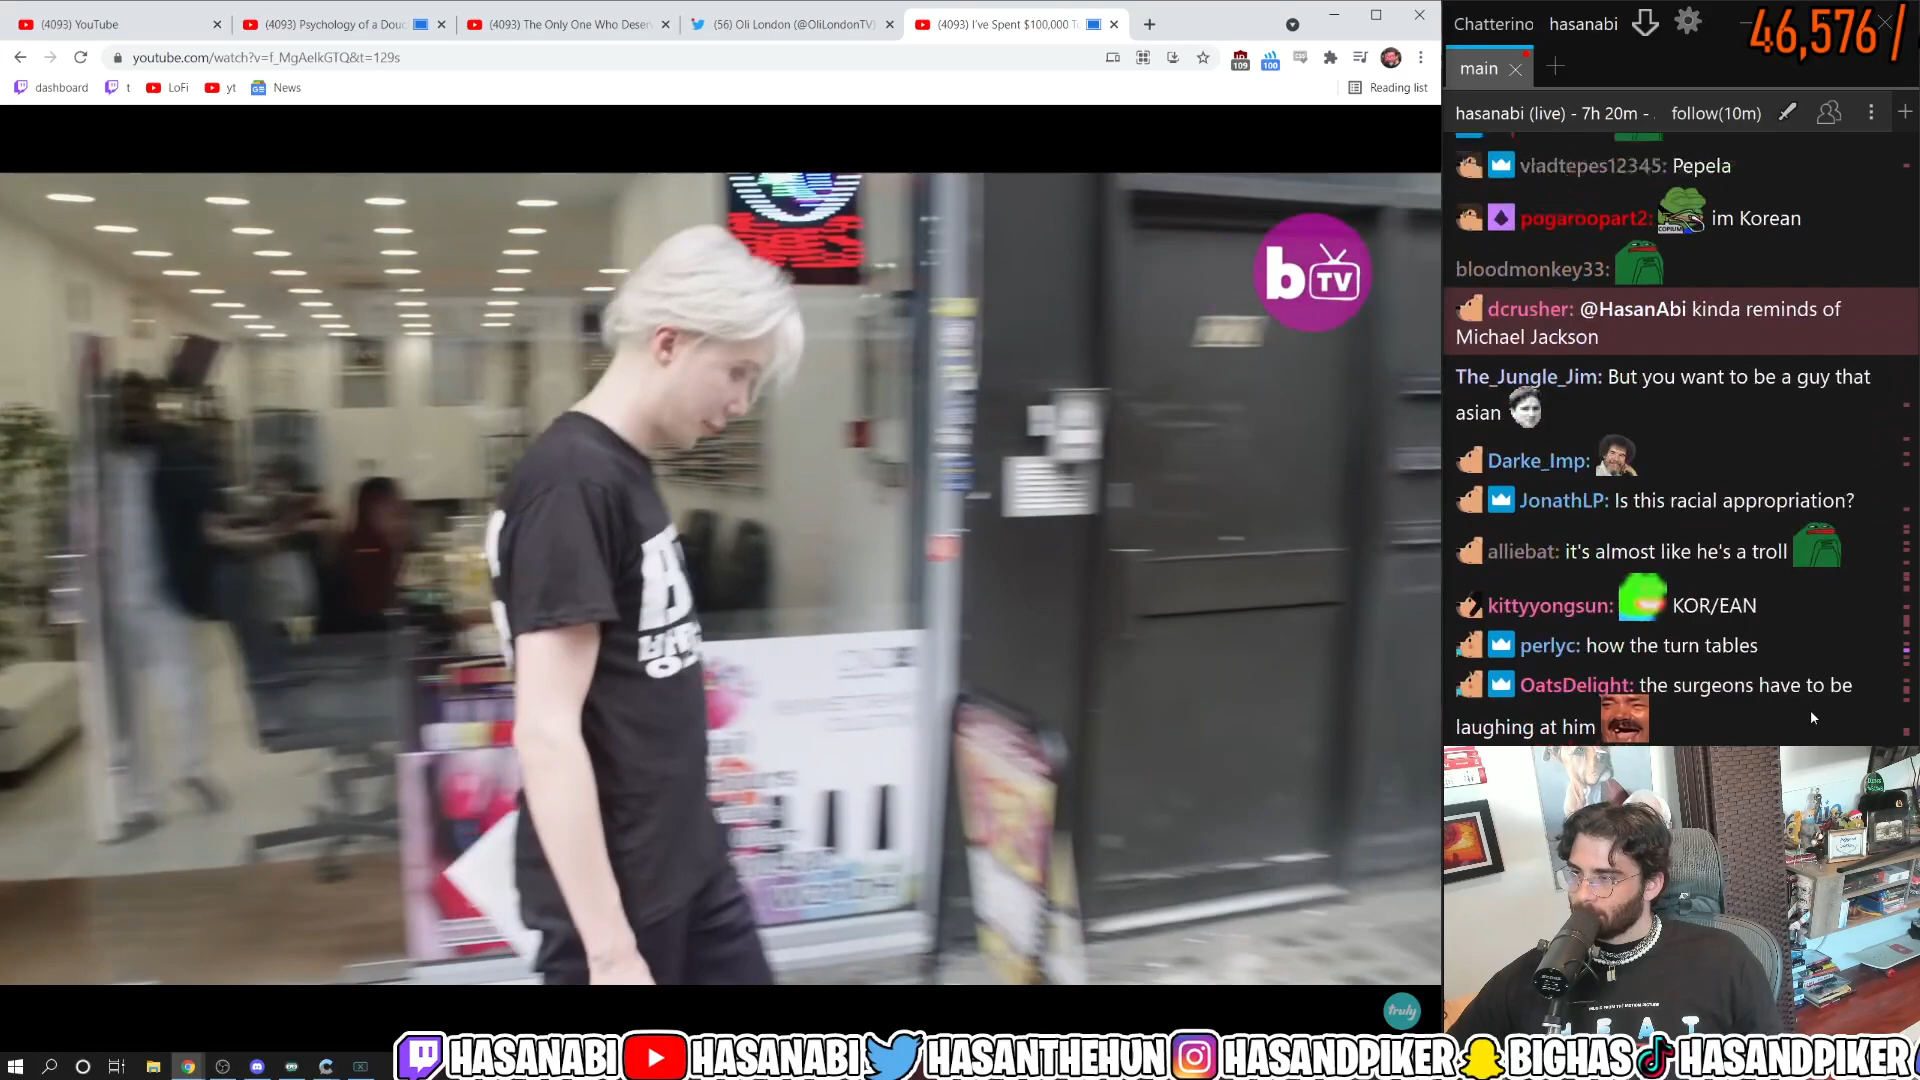 (4093) YouTube
(4093) Psychology of a Douc
(4093) The Only One Who Deser
(56) Oli London (@OliLondonTV)
(4093) I've Spent $100,000 T
youtube.com/watch?v=f_MgAeIkGTQ&t=129s
109
100
dashboard
t
LoFi
yt
News
Reading list
b TV
truly
Chatterino
hasanabi
46,576 /
main
hasanabi (live) - 7h 20m -
follow(10m)
vladtepes12345: Pepela
pogaroopart2: im Korean
COPIUM
bloodmonkey33:
dcrusher: @HasanAbi kinda reminds of
Michael Jackson
The_Jungle_Jim: But you want to be a guy that
asian
Darke_Imp:
JonathLP: Is this racial appropriation?
alliebat: it's almost like he's a troll
kittyyongsun: KOR/EAN
perlyc: how the turn tables
OatsDelight: the surgeons have to be
laughing at him
HASANABI
HASANABI
HASANTHEHUN
HASANDPIKER
BIGHAS
HASANDPIKER